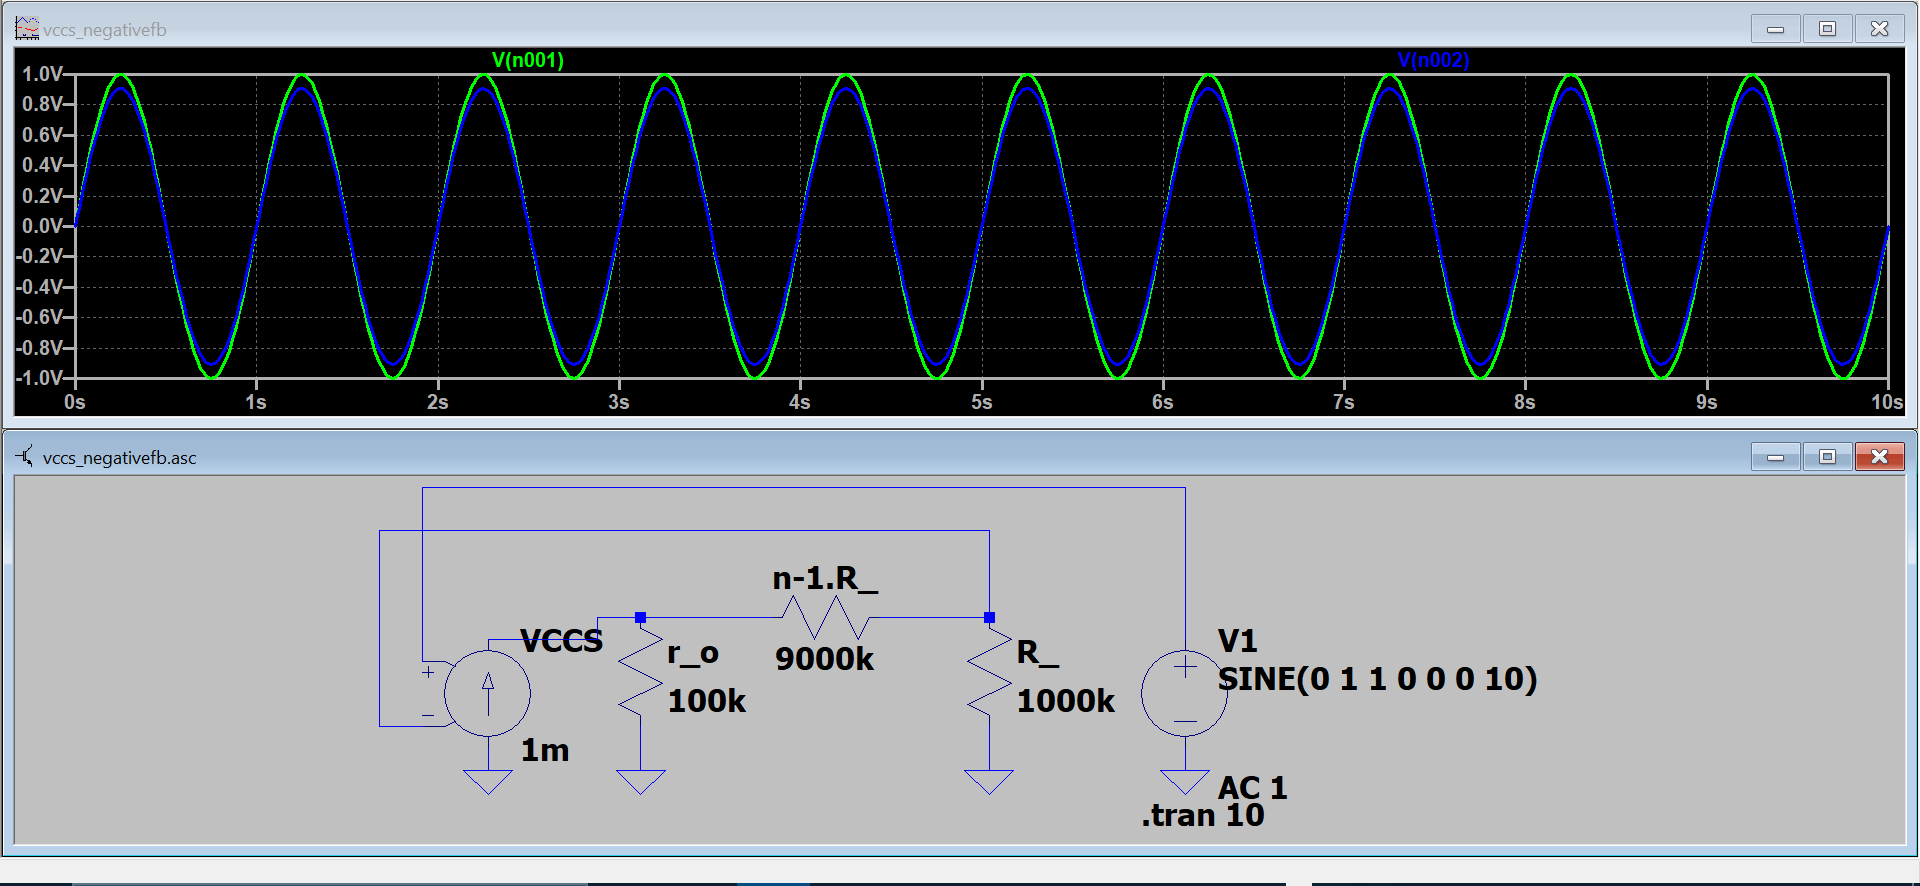 vccs_negativefb
V(n001)
V(n002)
1.0V
0.8V
0.6V
0.4V
0.2V
0.0V
-0.2V
-0.4V
-0.6V
-0.8V
-1.0V
0s 1s 2s 3s 4s 5s 6s 7s 8s 9s 10s
vccs_negativefb.asc
n-1.R_
9000k
VCCS
1m
r_o
100k
R_
1000k
V1
SINE(0 1 1 0 0 0 10)
AC 1
.tran 10